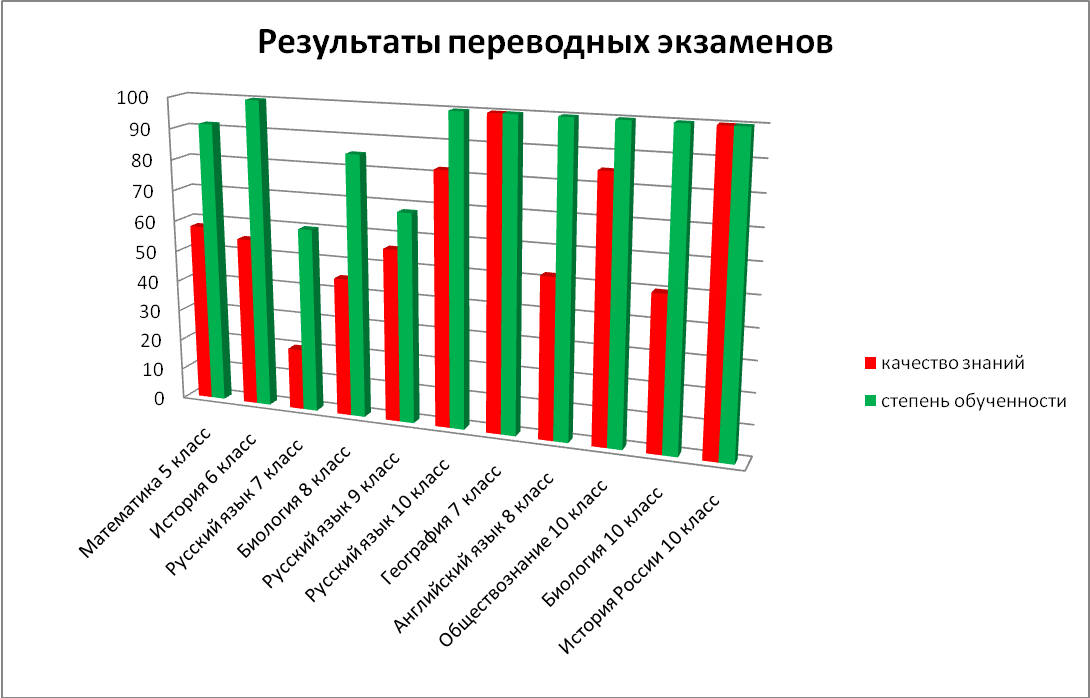 Результаты переводных экзаменов
100
90
80
70
60
50
40
30
20
10
0
Математика 5 класс
История 6 класс
Русский язык 7 класс
Биология 8 класс
Русский язык 9 класс
Русский язык 10 класс
География 7 класс
Английский язык 8 класс
Обществознание 10 класс
Биология 10 класс
История России 10 класс
качество знаний
степень обученности